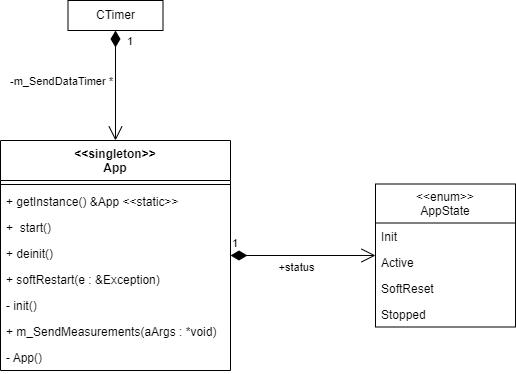 CTimer
1
-m_SendDataTimer *
<<singleton>>
App
+ getInstance() &App <<static>>
+  start()
+ deinit()
+ softRestart(e : &Exception)
- init()
+ m_SendMeasurements(aArgs : *void)
- App()
1
+status
<<enum>>
AppState
Init
Active
SoftReset
Stopped